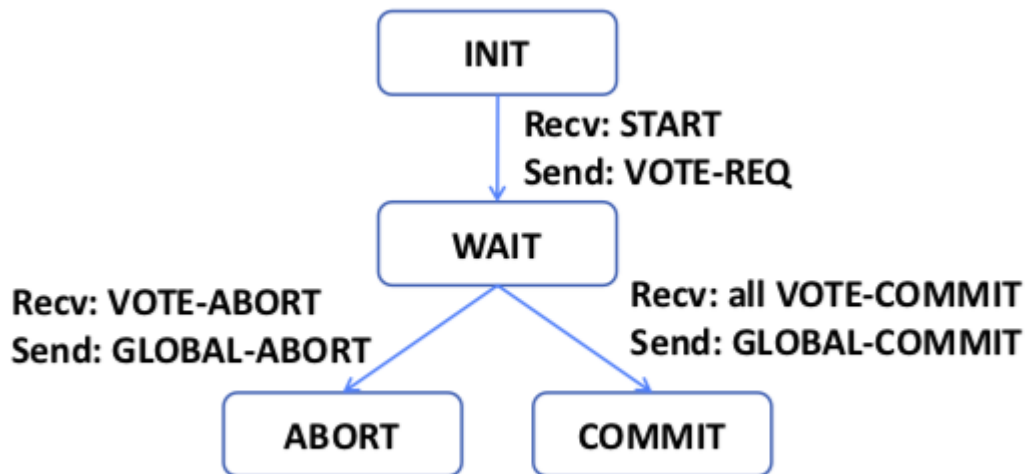 INIT
Recv: START
Send: VOTE-REQ
WAIT
Recv: VOTE-ABORT
Send: GLOBAL-ABORT
Recv: all VOTE-COMMIT
Send: GLOBAL-COMMIT
ABORT
COMMIT